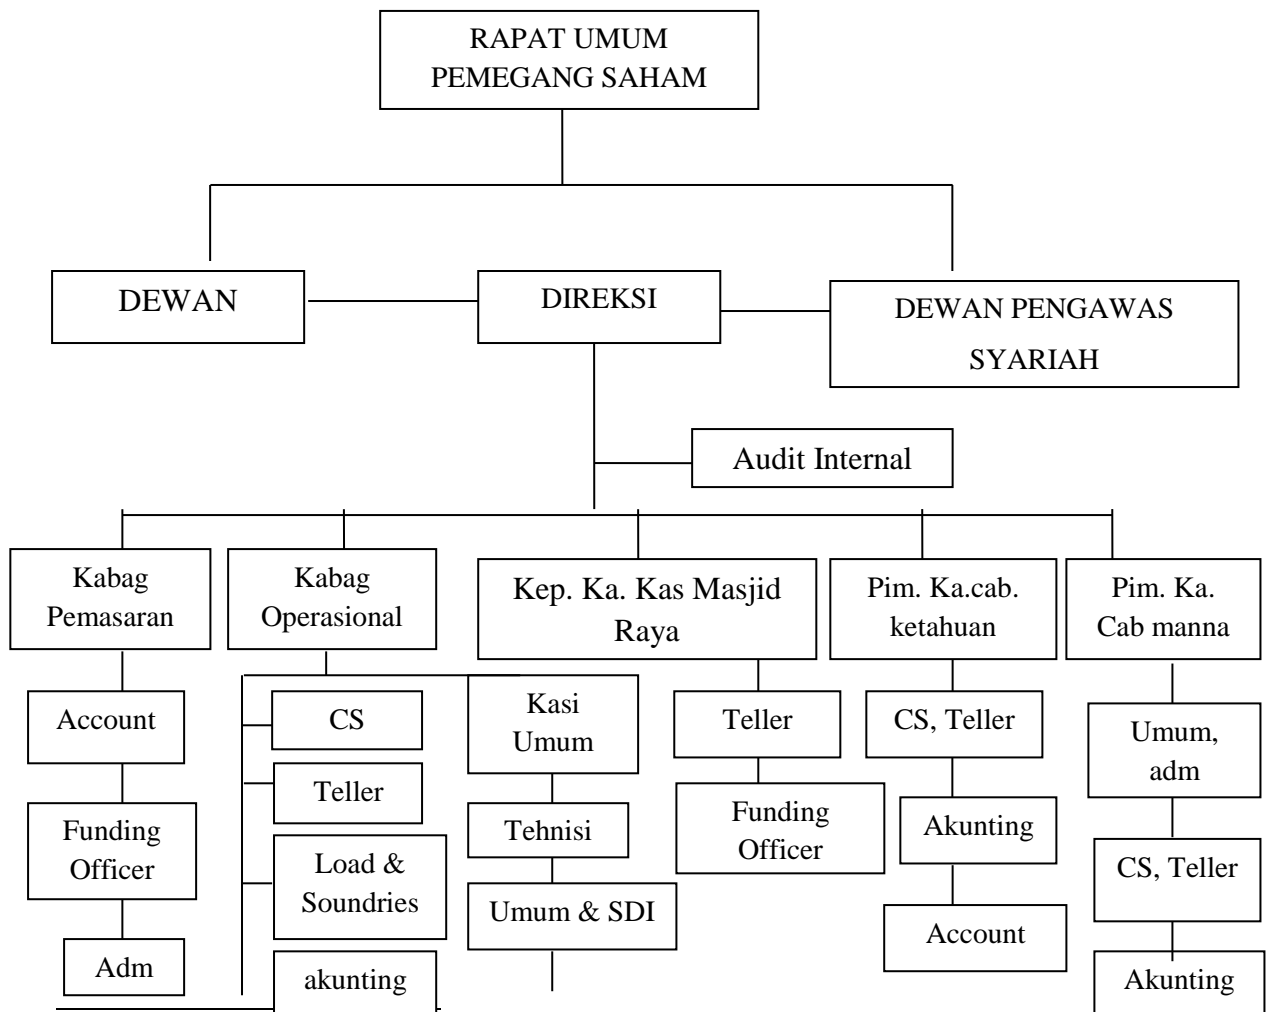 RAPAT UMUM
PEMEGANG SAHAM
DEWAN
DIREKSI
DEWAN PENGAWAS
SYARIAH
Audit Internal
Kabag
Pemasaran
Kabag
Operasional
Kep. Ka. Kas Masjid
Raya
Pim. Ka.cab.
ketahuan
Pim. Ka.
Cab manna
Account
Funding
Officer
Adm
CS
Teller
Load &
Soundries
akunting
Kasi
Umum
Tehnisi
Umum & SDI
Teller
Funding
Officer
CS, Teller
Akunting
Account
Umum,
adm
CS, Teller
Akunting